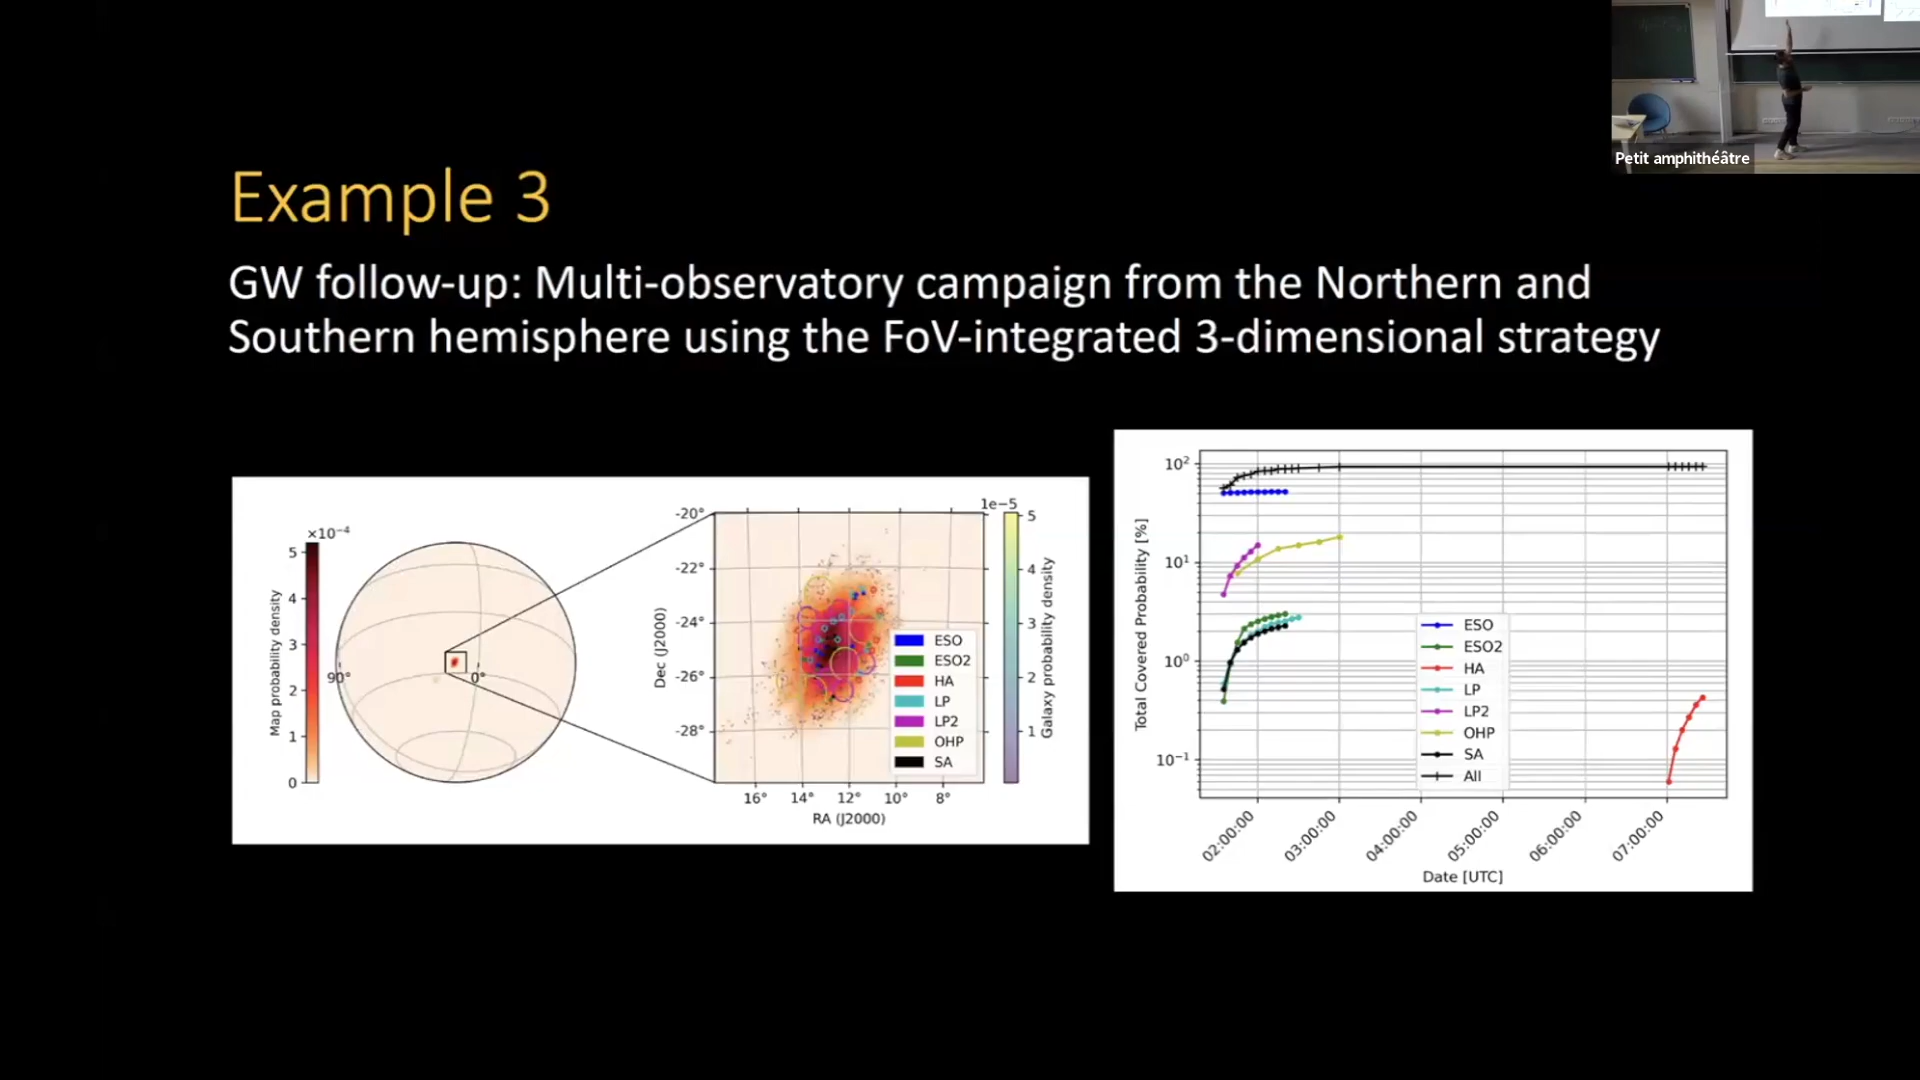 Petit amphithéâtre
Example 3
GW follow-up: Multi-observatory campaign from the Northern and
Southern hemisphere using the FoV-integrated 3-dimensional strategy
×10⁻⁴
5
4
3
2
1
0
Map probability density
90°
0°
-20°
-22°
-24°
-26°
-28°
Dec (J2000)
16°
14°
12°
10°
8°
RA (J2000)
ESO
ESO2
HA
LP
LP2
OHP
SA
1e−5
5
4
3
2
1
Galaxy probability density
10²
10¹
10⁰
10⁻¹
Total Covered Probability [%]
ESO
ESO2
HA
LP
LP2
OHP
SA
All
02:00:00
03:00:00
04:00:00
05:00:00
06:00:00
07:00:00
Date [UTC]